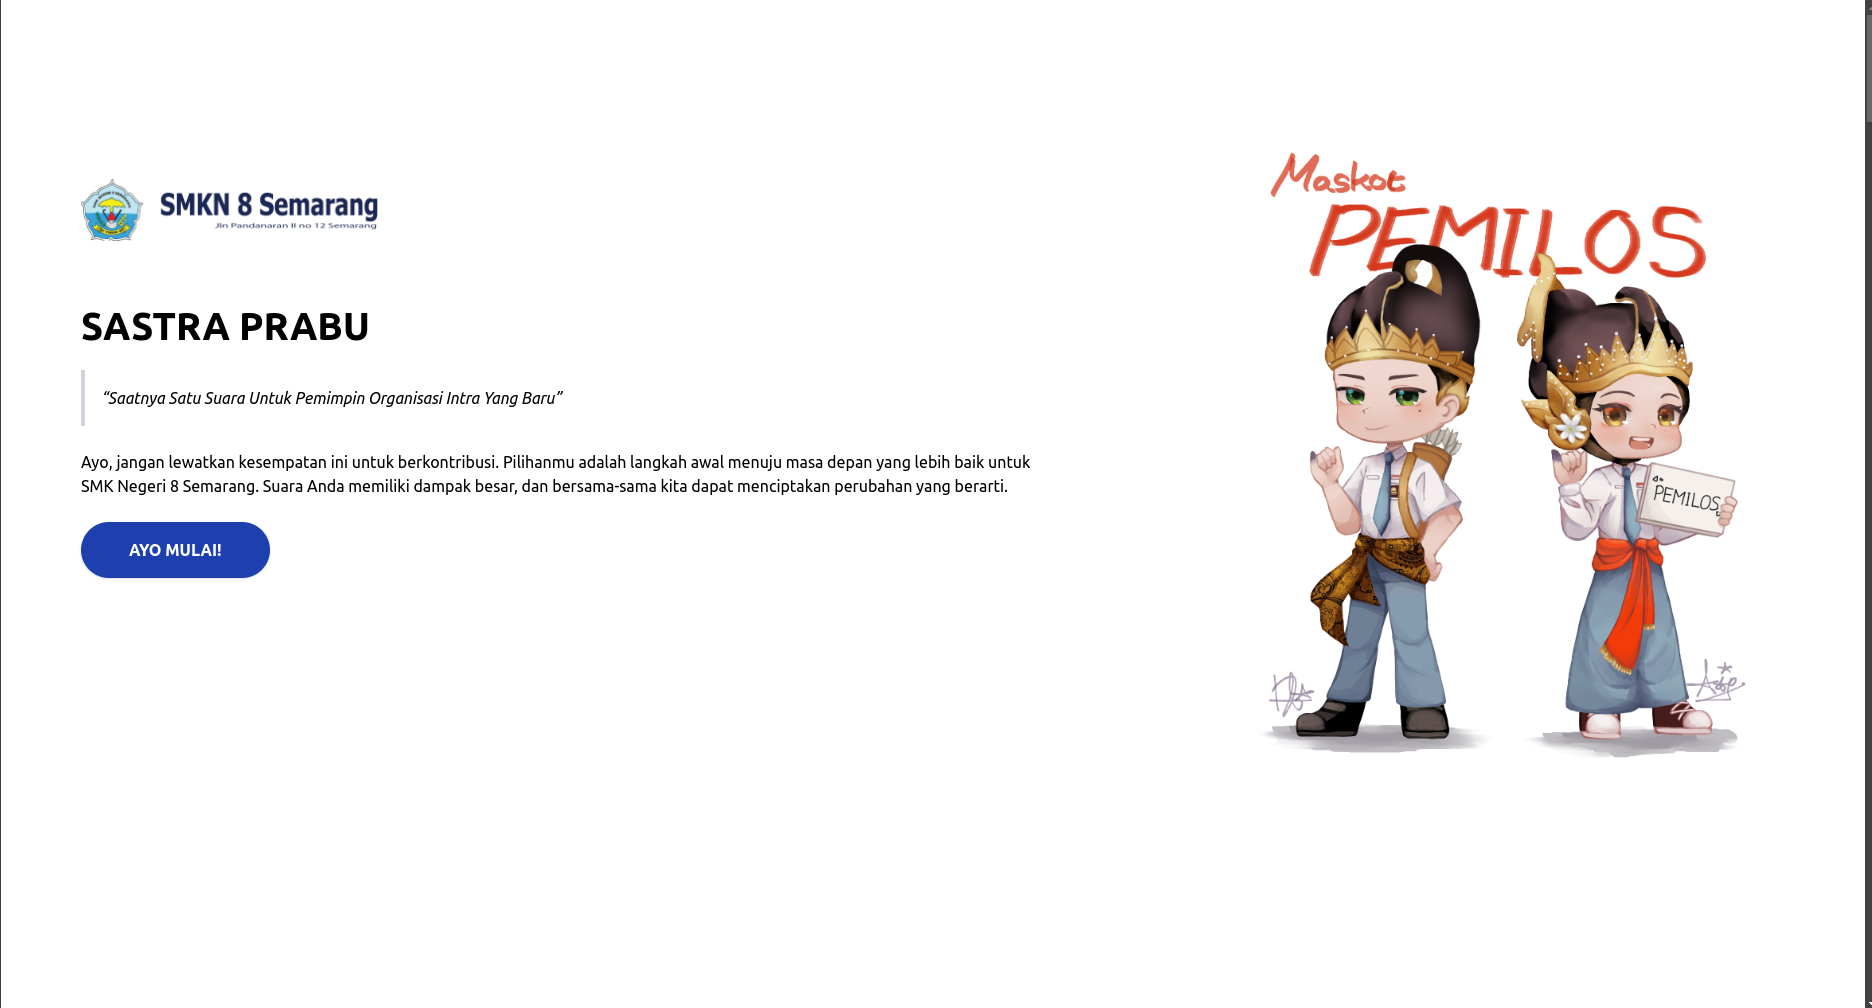 SMKN 8 Semarang
Jln Pandanaran II no 12 Semarang
SASTRA PRABU
“Saatnya Satu Suara Untuk Pemimpin Organisasi Intra Yang Baru”
Ayo, jangan lewatkan kesempatan ini untuk berkontribusi. Pilihanmu adalah langkah awal menuju masa depan yang lebih baik untuk
SMK Negeri 8 Semarang. Suara Anda memiliki dampak besar, dan bersama-sama kita dapat menciptakan perubahan yang berarti.
AYO MULAI!
Maskot
PEMILOS
PEMILOS